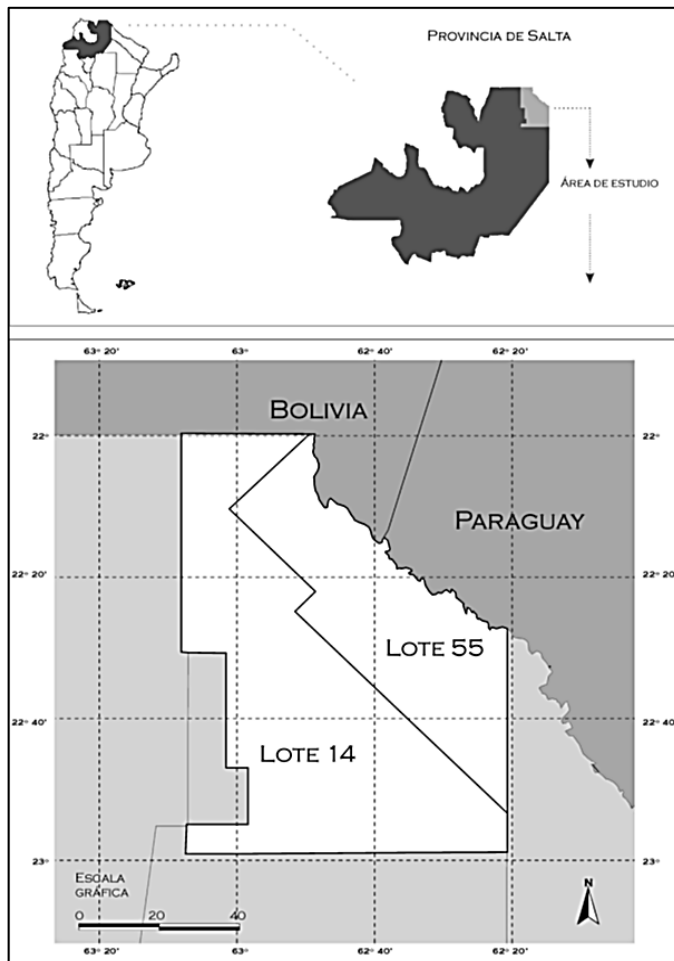 PROVINCIA DE SALTA
ÁREA DE ESTUDIO
63° 20'
63°
62° 40'
62° 20'
BOLIVIA
22°
22°
PARAGUAY
22° 20'
22° 20'
LOTE 55
22° 40'
22° 40'
LOTE 14
23°
23°
ESCALA
GRÁFICA
N
0 20 40
63° 20'
63°
62° 40'
62° 20'